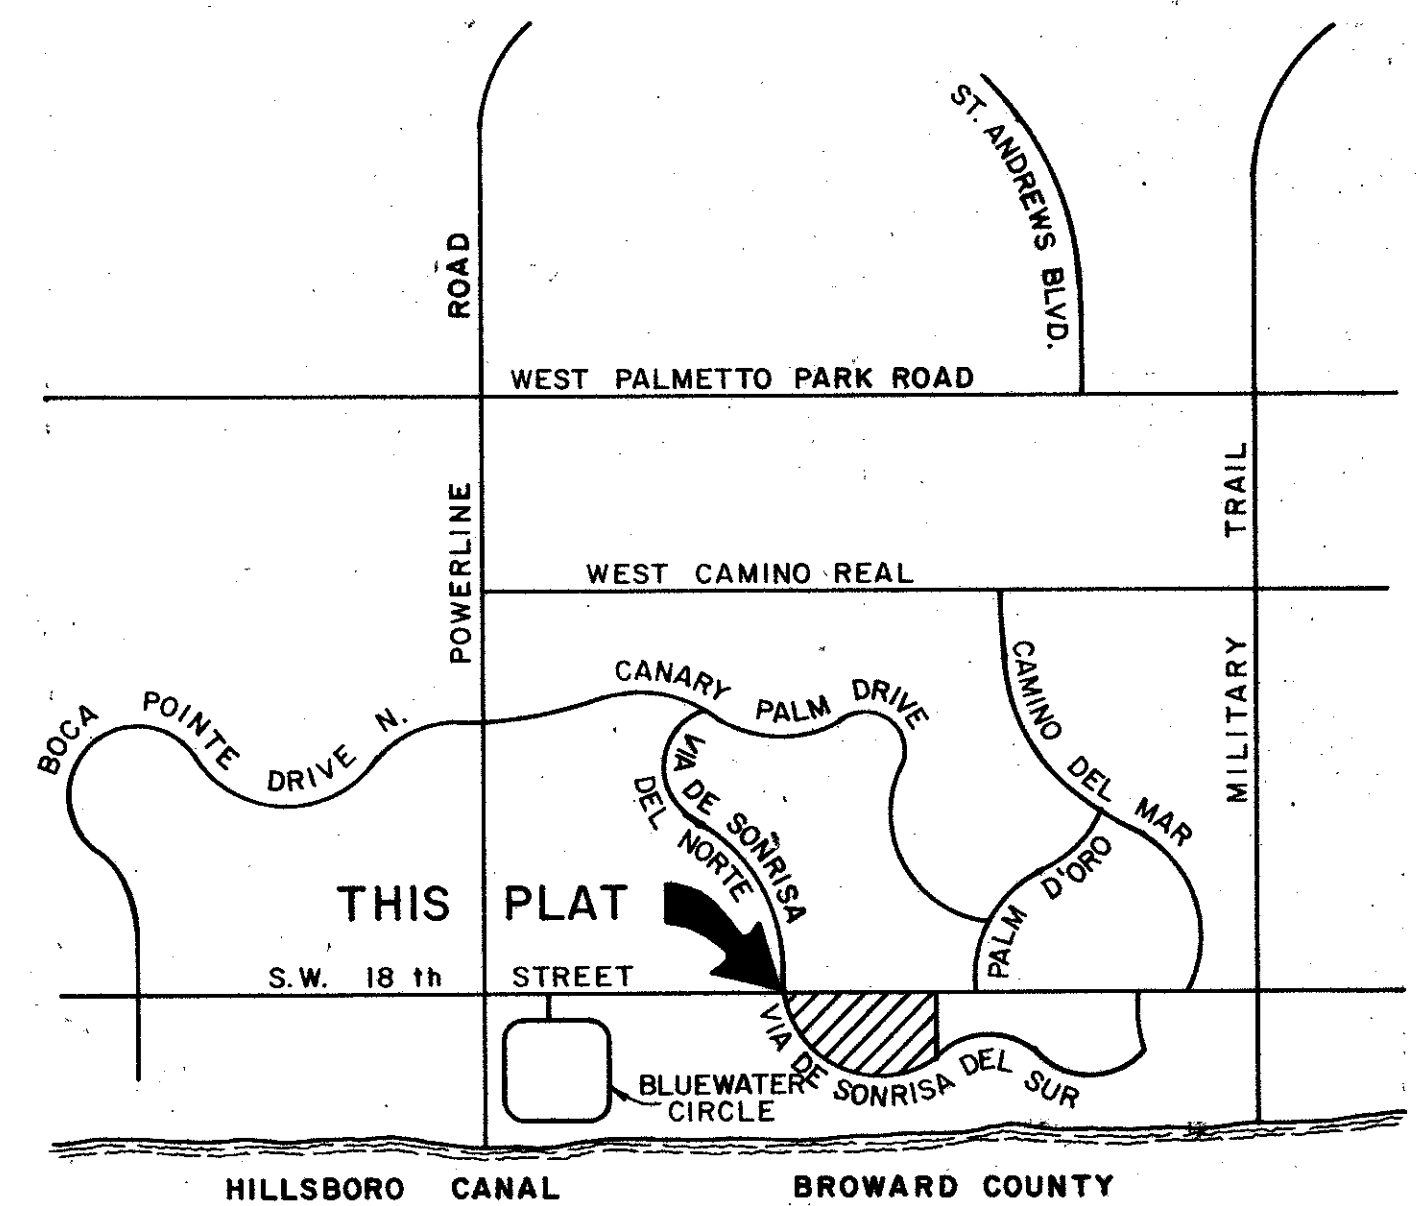 ST. ANDREWS BLVD.
POWERLINE ROAD
WEST PALMETTO PARK ROAD
MILITARY TRAIL
WEST CAMINO REAL
CAMINO DEL MAR
CANARY PALM DRIVE
BOCA POINTE DRIVE N.
VIA DE SONRISA
DEL NORTE
PALM D'ORO
THIS PLAT
S.W. 18 th STREET
VIA DE SONRISA DEL SUR
BLUEWATER
CIRCLE
HILLSBORO CANAL
BROWARD COUNTY